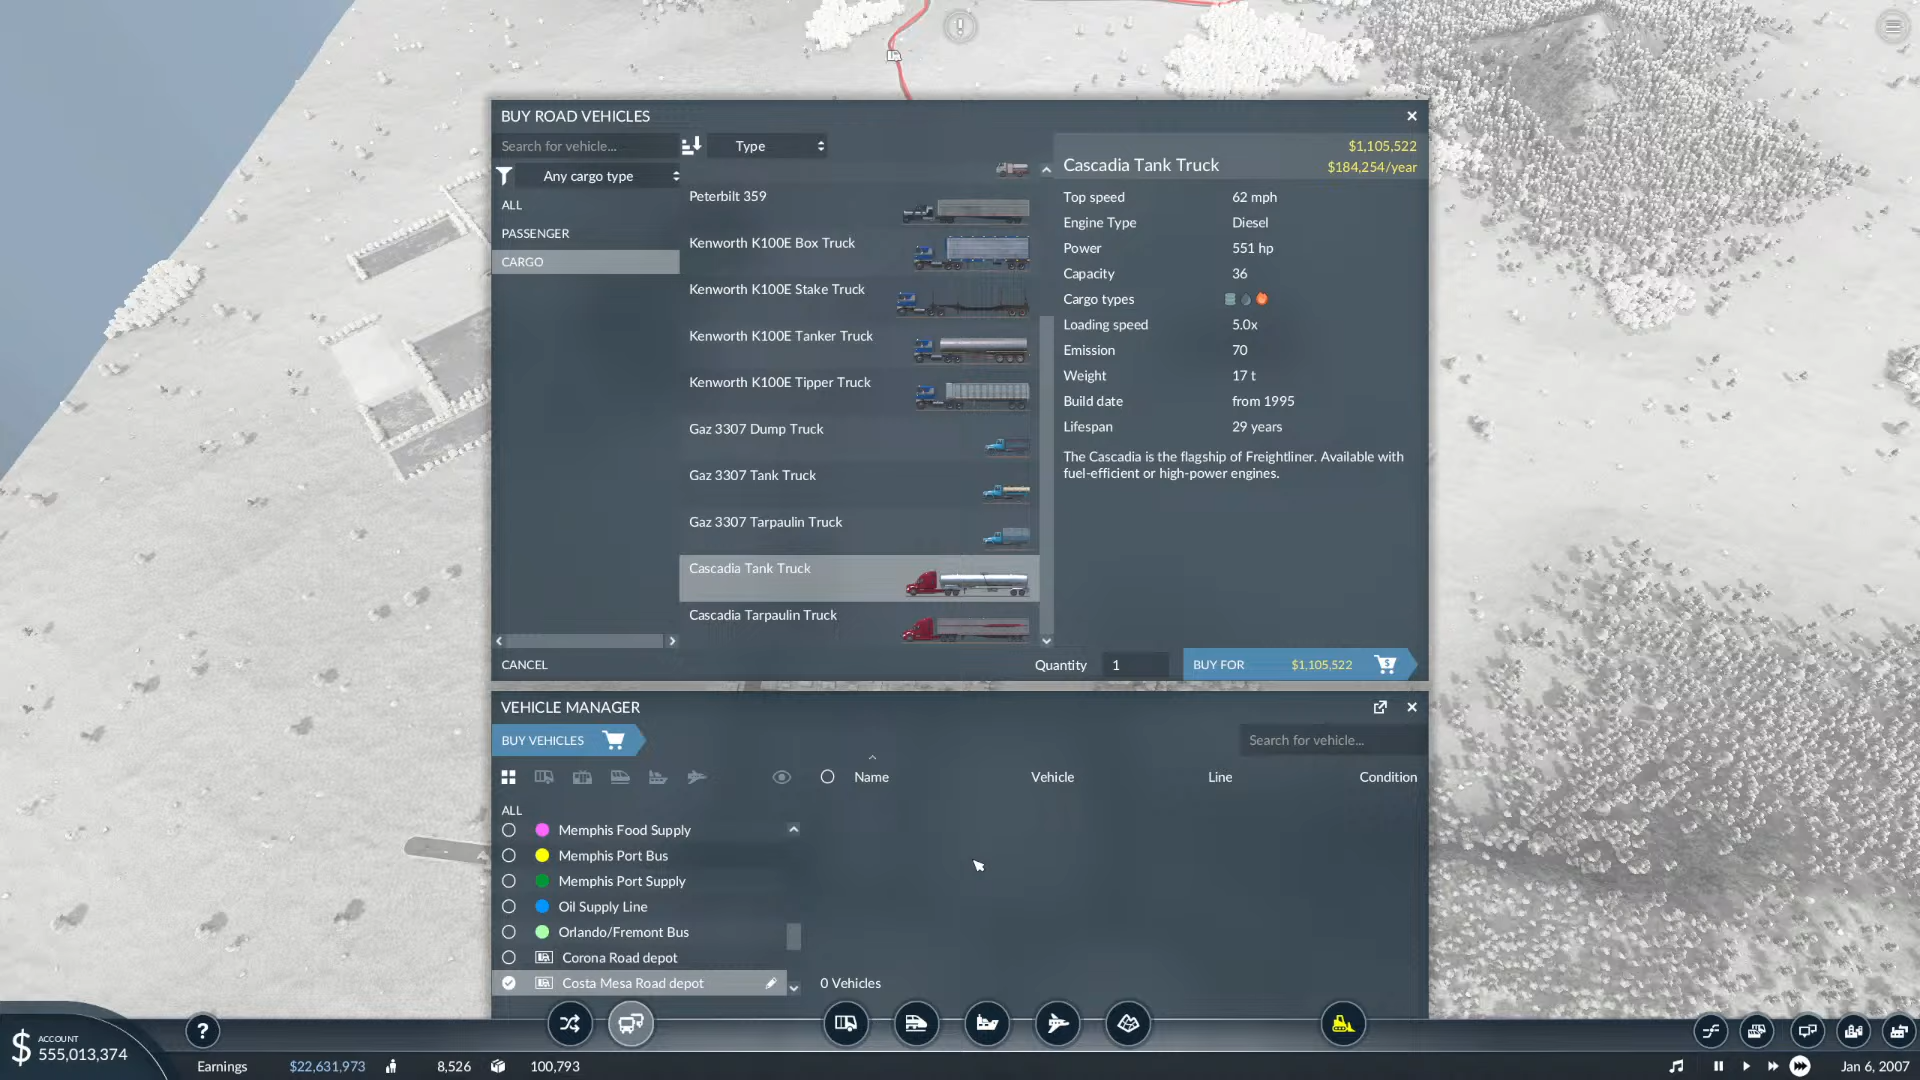 BUY ROAD VEHICLES
Search for vehicle...
Type
Any cargo type
ALL
PASSENGER
CARGO
Peterbilt 359
Kenworth K100E Box Truck
Kenworth K100E Stake Truck
Kenworth K100E Tanker Truck
Kenworth K100E Tipper Truck
Gaz 3307 Dump Truck
Gaz 3307 Tank Truck
Gaz 3307 Tarpaulin Truck
Cascadia Tank Truck
Cascadia Tarpaulin Truck
$1,105,522
Cascadia Tank Truck
$184,254/year
Top speed 62 mph
Engine Type Diesel
Power 551 hp
Capacity 36
Cargo types
Loading speed 5.0x
Emission 70
Weight 17 t
Build date from 1995
Lifespan 29 years
The Cascadia is the flagship of Freightliner. Available with
fuel-efficient or high-power engines.
CANCEL
Quantity 1
BUY FOR $1,105,522
VEHICLE MANAGER
BUY VEHICLES
Search for vehicle...
Name Vehicle Line Condition
ALL
Memphis Food Supply
Memphis Port Bus
Memphis Port Supply
Oil Supply Line
Orlando/Fremont Bus
Corona Road depot
Costa Mesa Road depot
0 Vehicles
$ ACCOUNT
555,013,374
?
Earnings $22,631,973 8,526 100,793
Jan 6, 2007